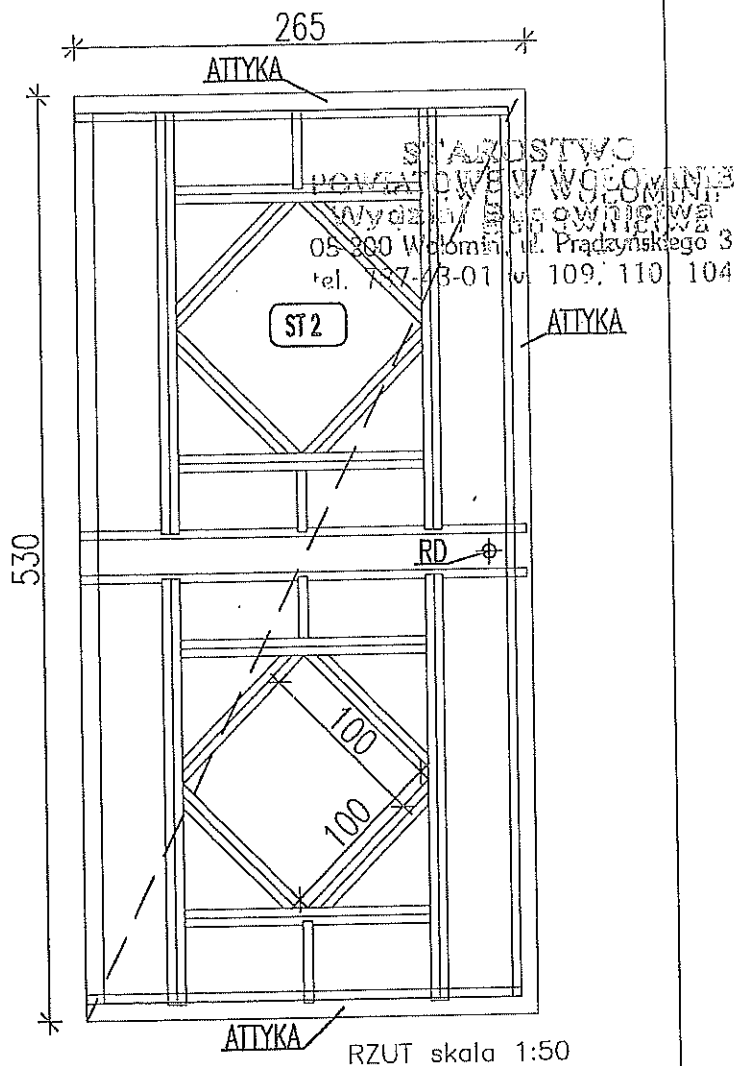 265
ATTYKA
STAROSTWO
POWIATOWE W WOŁOMINIE
Wydział Budownictwa
05-200 Wołomin, ul. Prądzyńskiego 3
tel. 787-43-01 w. 109, 110, 104
ST 2
ATTYKA
530
RD
100
100
ATTYKA
RZUT skala 1:50